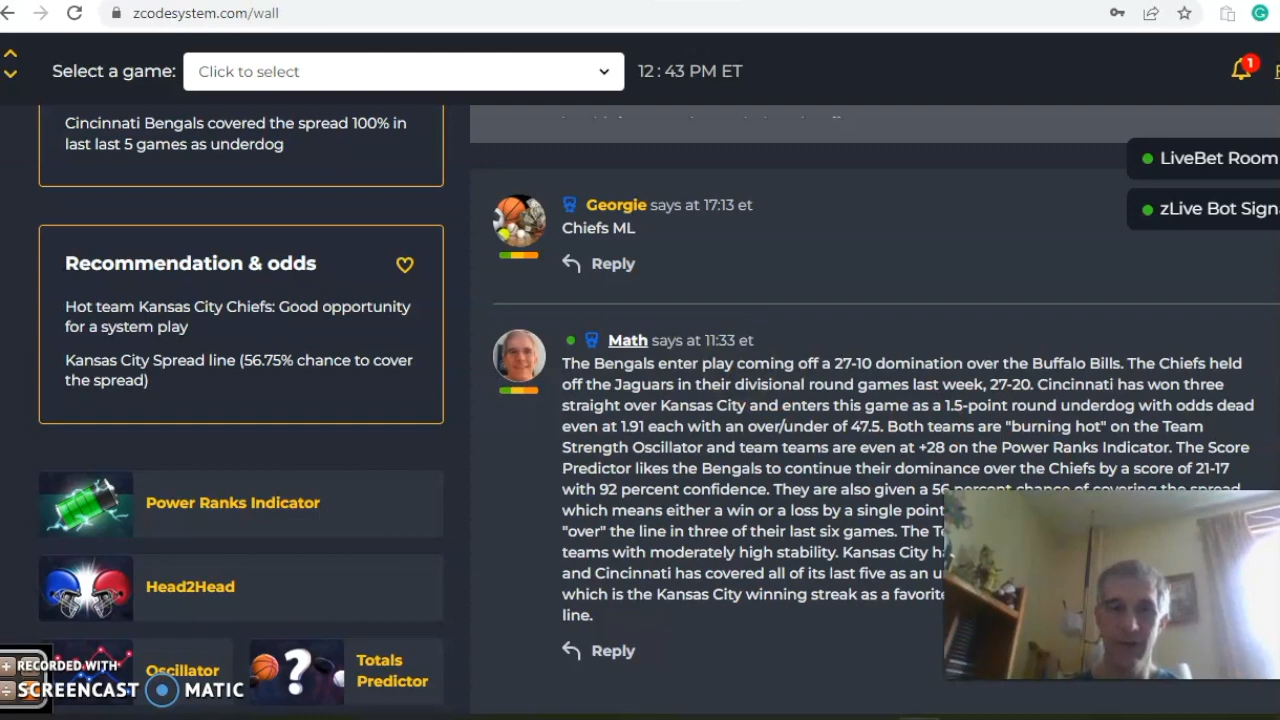 zcodesystem.com/wall
Select a game:
Click to select
12:43 PM ET
1
Cincinnati Bengals covered the spread 100% in
last last 5 games as underdog
Recommendation & odds
Hot team Kansas City Chiefs: Good opportunity
for a system play
Kansas City Spread line (56.75% chance to cover
the spread)
Power Ranks Indicator
Head2Head
Oscillator
Totals
Predictor
LiveBet Room
zLive Bot Sign
Georgie says at 17:13 et
Chiefs ML
Reply
Math says at 11:33 et
The Bengals enter play coming off a 27-10 domination over the Buffalo Bills. The Chiefs held
off the Jaguars in their divisional round games last week, 27-20. Cincinnati has won three
straight over Kansas City and enters this game as a 1.5-point round underdog with odds dead
even at 1.91 each with an over/under of 47.5. Both teams are "burning hot" on the Team
Strength Oscillator and team teams are even at +28 on the Power Ranks Indicator. The Score
Predictor likes the Bengals to continue their dominance over the Chiefs by a score of 21-17
with 92 percent confidence. They are also given a 56 percent chance of covering the spread
which means either a win or a loss by a single point
"over" the line in three of their last six games. The
teams with moderately high stability. Kansas City
and Cincinnati has covered all of its last five as an
which is the Kansas City winning streak as a favorite
line.
Reply
RECORDED WITH
SCREENCAST MATIC